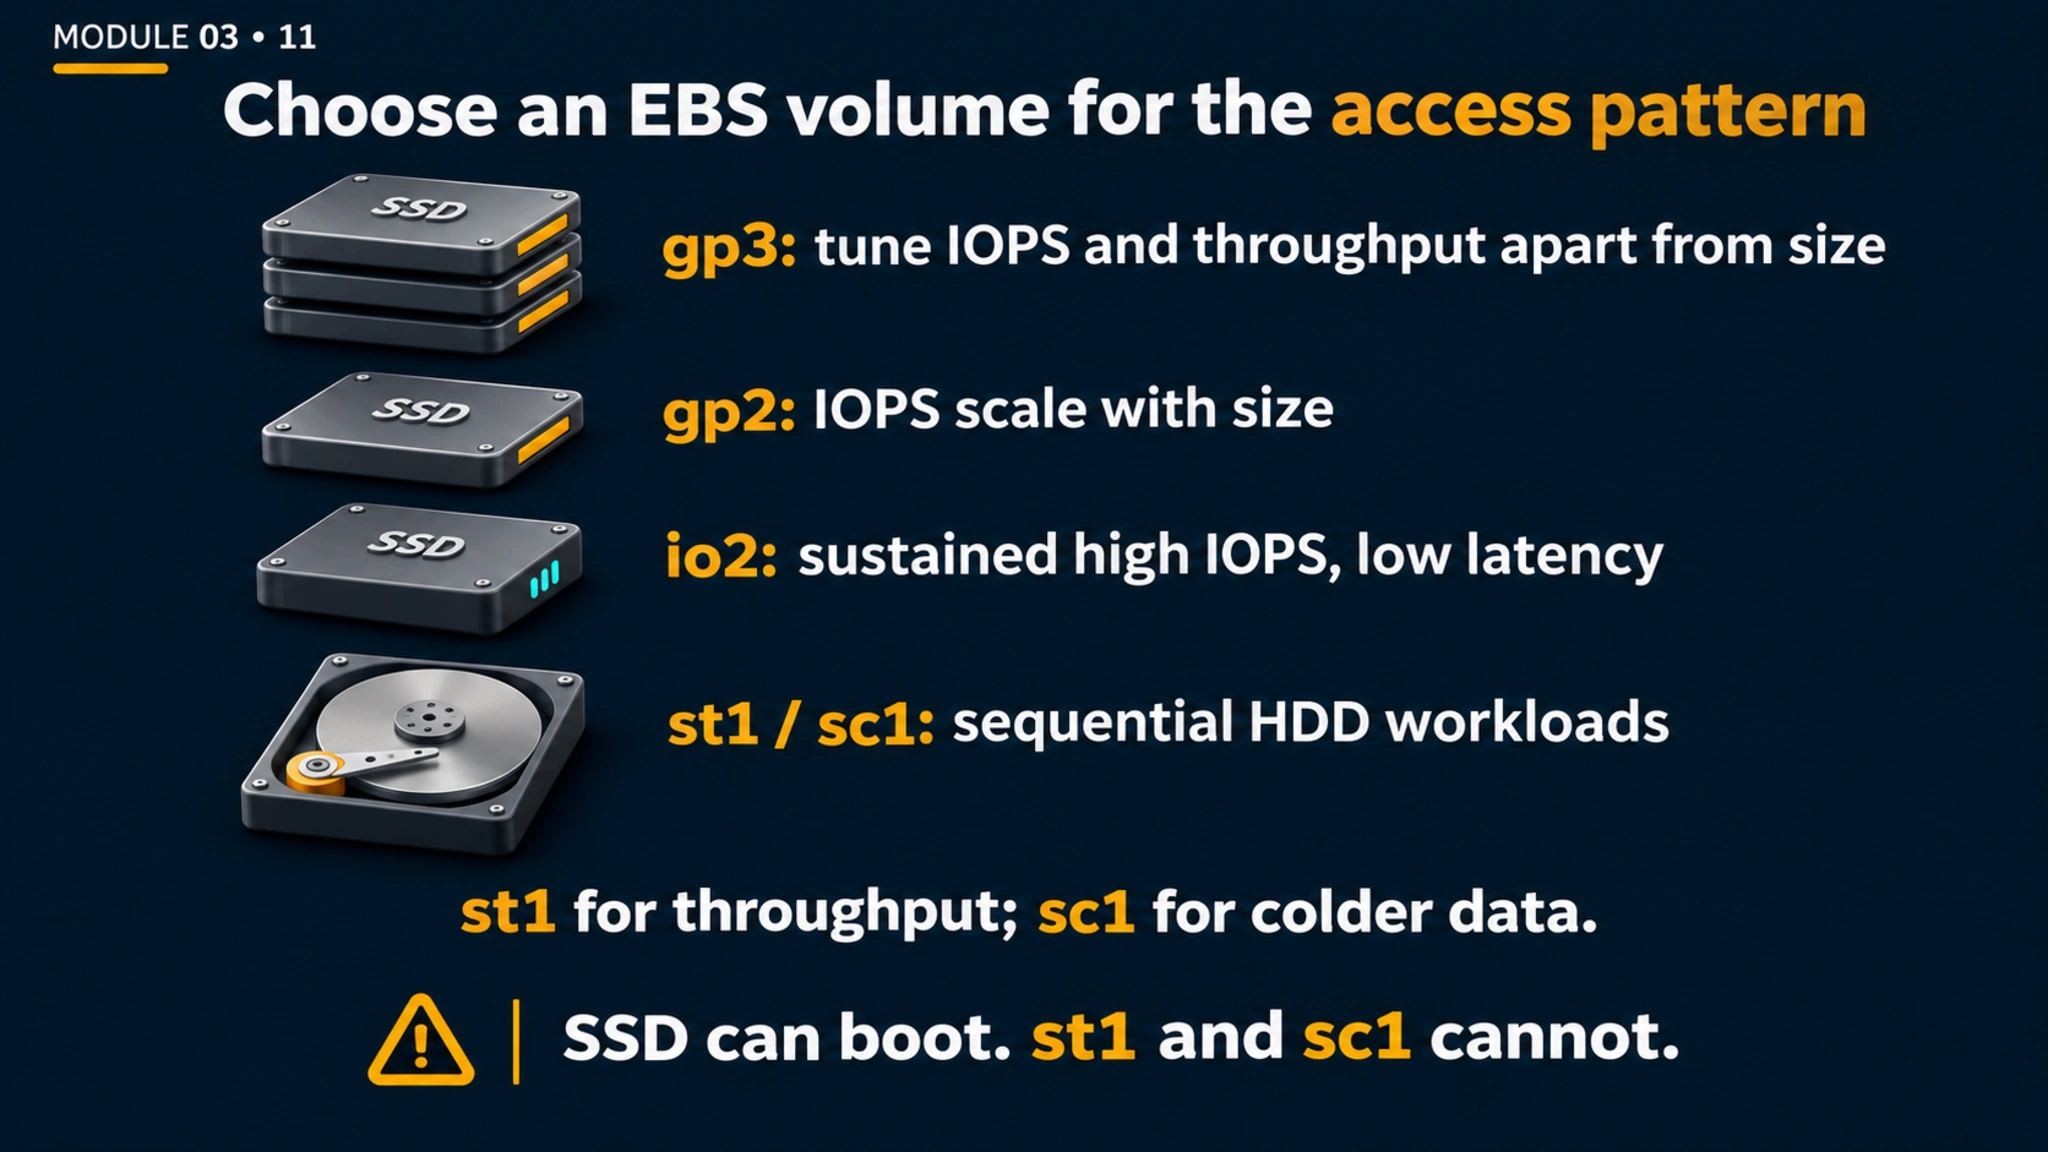 MODULE 03 • 11
Choose an EBS volume for the access pattern
SSD
gp3: tune IOPS and throughput apart from size
SSD
gp2: IOPS scale with size
SSD
io2: sustained high IOPS, low latency
st1 / sc1: sequential HDD workloads
st1 for throughput; sc1 for colder data.
SSD can boot. st1 and sc1 cannot.